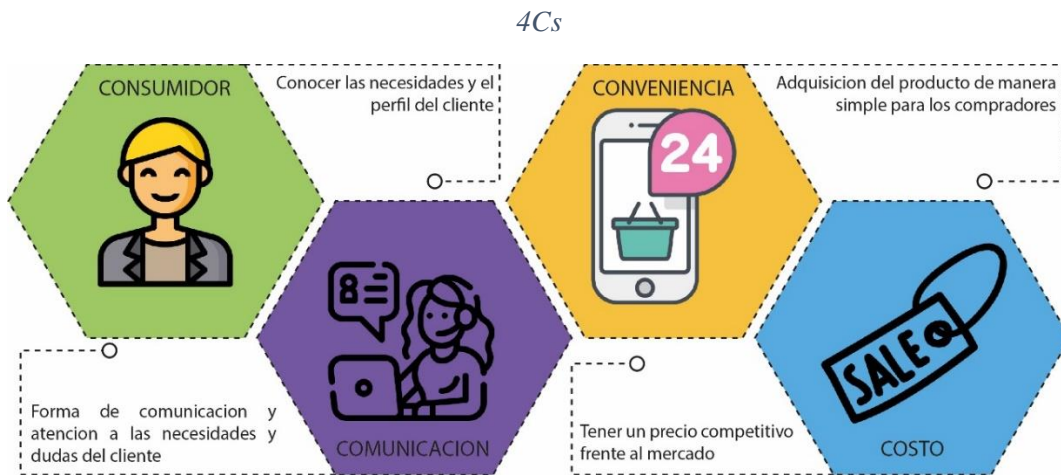 4Cs
CONSUMIDOR
Conocer las necesidades y el
perfil del cliente
CONVENIENCIA
24
Adquisicion del producto de manera
simple para los compradores
Forma de comunicacion y
atencion a las necesidades y
dudas del cliente
8
COMUNICACION
Tener un precio competitivo
frente al mercado
SALE
COSTO